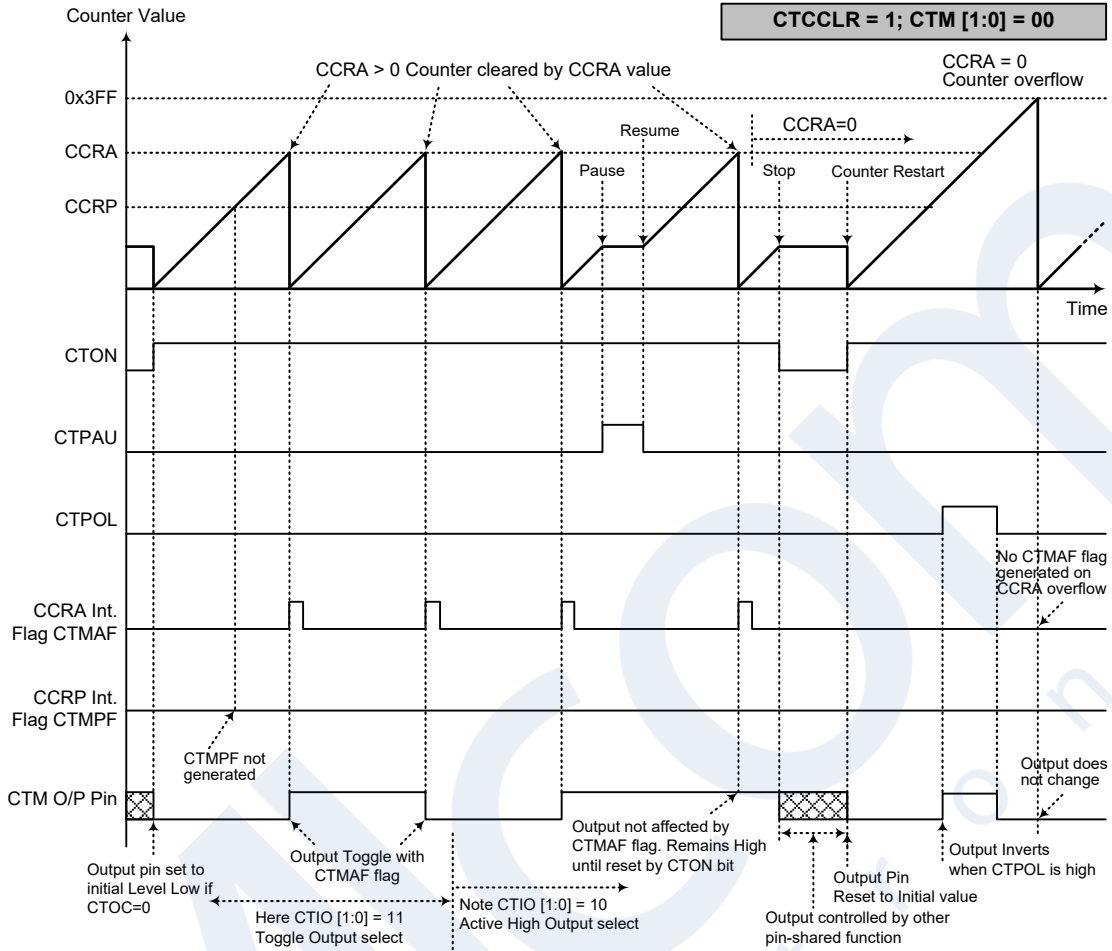 Counter Value
CTCCLR = 1; CTM [1:0] = 00
CCRA > 0 Counter cleared by CCRA value
CCRA = 0
Counter overflow
0x3FF
CCRA
CCRP
Resume
CCRA=0
Pause
Stop
Counter Restart
Time
CTON
CTPAU
CTPOL
No CTMAF flag
generated on
CCRA overflow
CCRA Int.
Flag CTMAF
CCRP Int.
Flag CTMPF
CTMPF not
generated
CTM O/P Pin
Output does
not change
Output pin set to
initial Level Low if
CTOC=0
Output Toggle with
CTMAF flag
Output not affected by
CTMAF flag. Remains High
until reset by CTON bit
Output Inverts
when CTPOL is high
Output Pin
Reset to Initial value
Here CTIO [1:0] = 11
Toggle Output select
Note CTIO [1:0] = 10
Active High Output select
Output controlled by other
pin-shared function